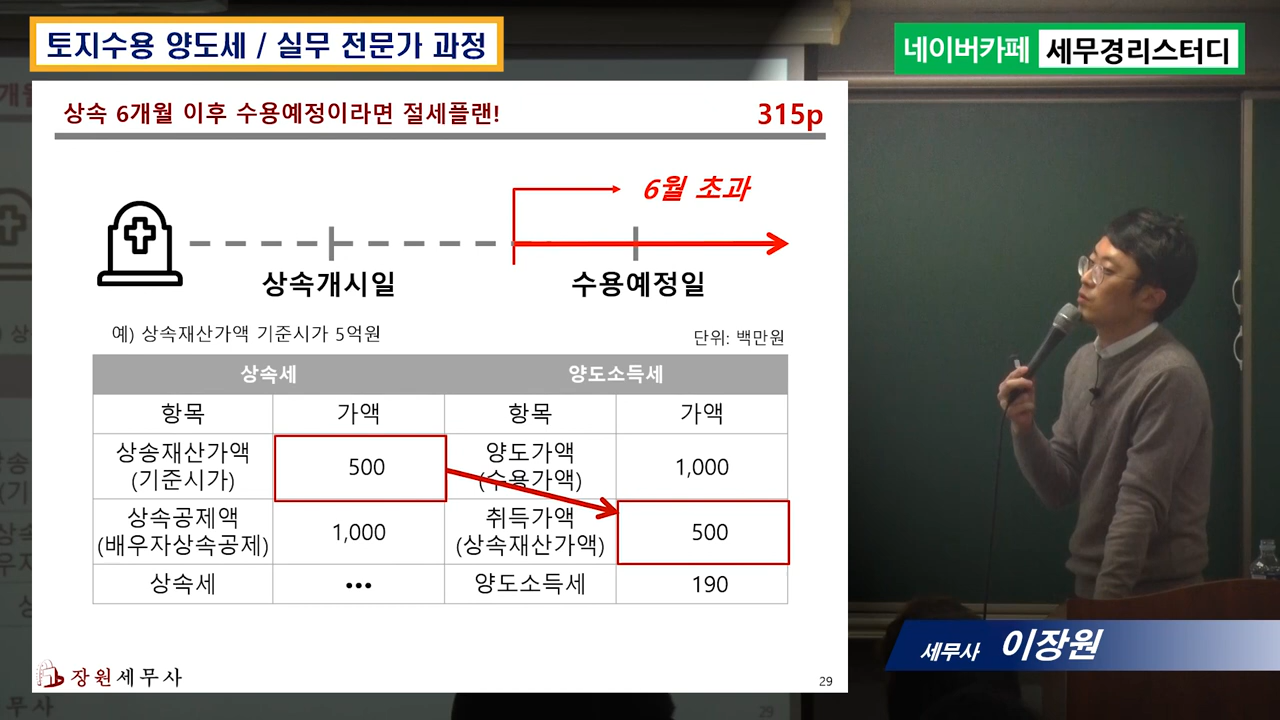 토지수용 양도세 / 실무 전문가 과정
네이버카페 세무경리스터디
상속 6개월 이후 수용예정이라면 절세플랜!
315p
6월 초과
상속개시일
수용예정일
예) 상속재산가액 기준시가 5억원
단위: 백만원
상속세 양도소득세
항목 가액 항목 가액
상송재산가액
(기준시가)
500
양도가액
(수용가액)
1,000
상속공제액
(배우자상속공제)
1,000
취득가액
(상속재산가액)
500
상속세 ••• 양도소득세 190
장원세무사
29
세무사 이장원